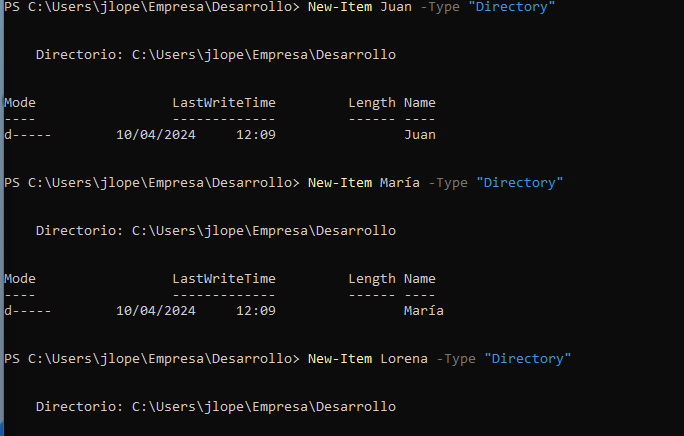 PS C:\Users\jlope\Empresa\Desarrollo> New-Item Juan -Type "Directory"
Directorio: C:\Users\jlope\Empresa\Desarrollo
Mode LastWriteTime Length Name
---- ------------- ------ ----
d----- 10/04/2024 12:09 Juan
PS C:\Users\jlope\Empresa\Desarrollo> New-Item María -Type "Directory"
Directorio: C:\Users\jlope\Empresa\Desarrollo
Mode LastWriteTime Length Name
---- ------------- ------ ----
d----- 10/04/2024 12:09 María
PS C:\Users\jlope\Empresa\Desarrollo> New-Item Lorena -Type "Directory"
Directorio: C:\Users\jlope\Empresa\Desarrollo